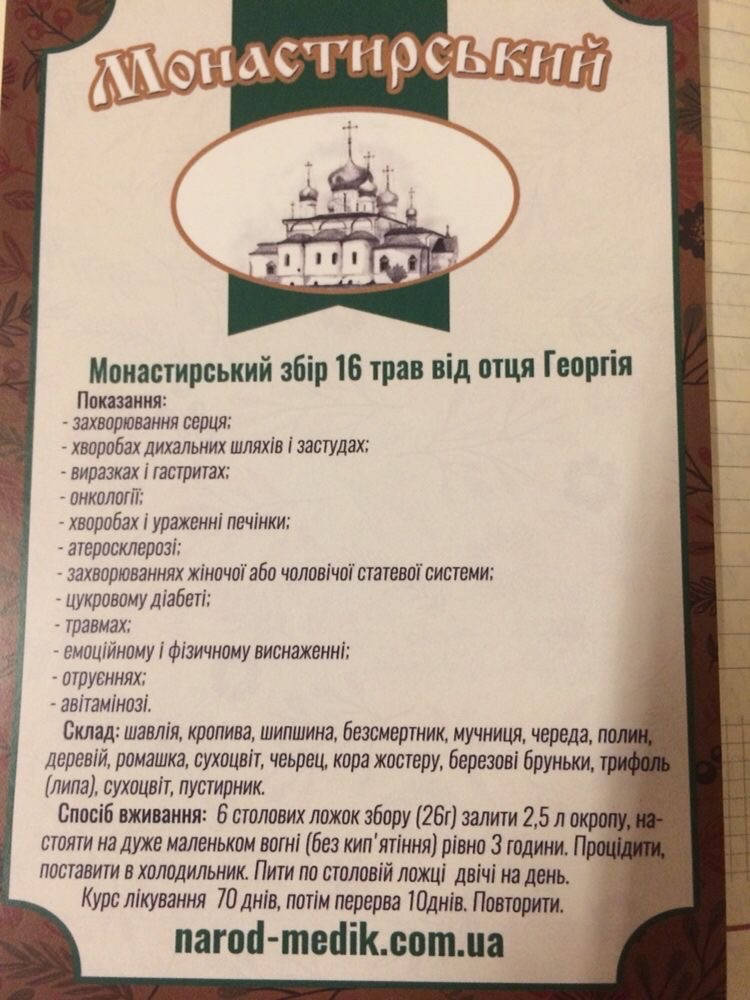 Монастирський
Монастирський збір 16 трав від отця Георгія
Показання:
- захворювання серця;
- хворобах дихальних шляхів і застудах;
- виразках і гастритах;
- онкології;
- хворобах і ураженні печінки;
- атеросклерозі;
- захворюваннях жіночої або чоловічої статевої системи;
- цукровому діабеті;
- травмах;
- емоційному і фізичному виснаженні;
- отруєннях;
- авітамінозі.
Склад: шавлія, кропива, шипшина, безсмертник, мучниця, череда, полин,
деревій, ромашка, сухоцвіт, чеьрец, кора жостеру, березові бруньки, трифоль
(липа), сухоцвіт, пустирник.
Спосіб вживання: 6 столових ложок збору (26г) залити 2,5 л окропу, на-
стояти на дуже маленьком вогні (без кип'ятіння) рівно 3 години. Процідити,
поставити в холодильник. Пити по столовій ложці двічі на день.
Курс лікування 70 днів, потім перерва 10днів. Повторити.
narod-medik.com.ua